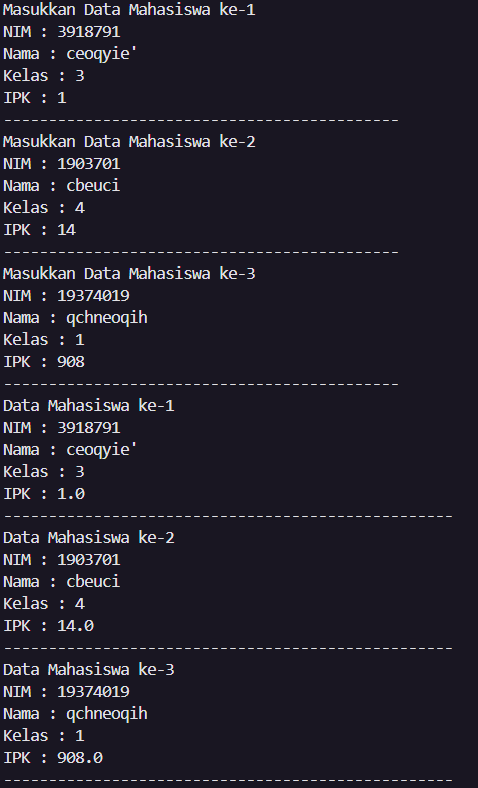 Masukkan Data Mahasiswa ke-1
NIM : 3918791
Nama : ceoqyie'
Kelas : 3
IPK : 1
--------------------------------------------
Masukkan Data Mahasiswa ke-2
NIM : 1903701
Nama : cbeuci
Kelas : 4
IPK : 14
--------------------------------------------
Masukkan Data Mahasiswa ke-3
NIM : 19374019
Nama : qchneoqih
Kelas : 1
IPK : 908
--------------------------------------------
Data Mahasiswa ke-1
NIM : 3918791
Nama : ceoqyie'
Kelas : 3
IPK : 1.0
--------------------------------------------------
Data Mahasiswa ke-2
NIM : 1903701
Nama : cbeuci
Kelas : 4
IPK : 14.0
--------------------------------------------------
Data Mahasiswa ke-3
NIM : 19374019
Nama : qchneoqih
Kelas : 1
IPK : 908.0
--------------------------------------------------